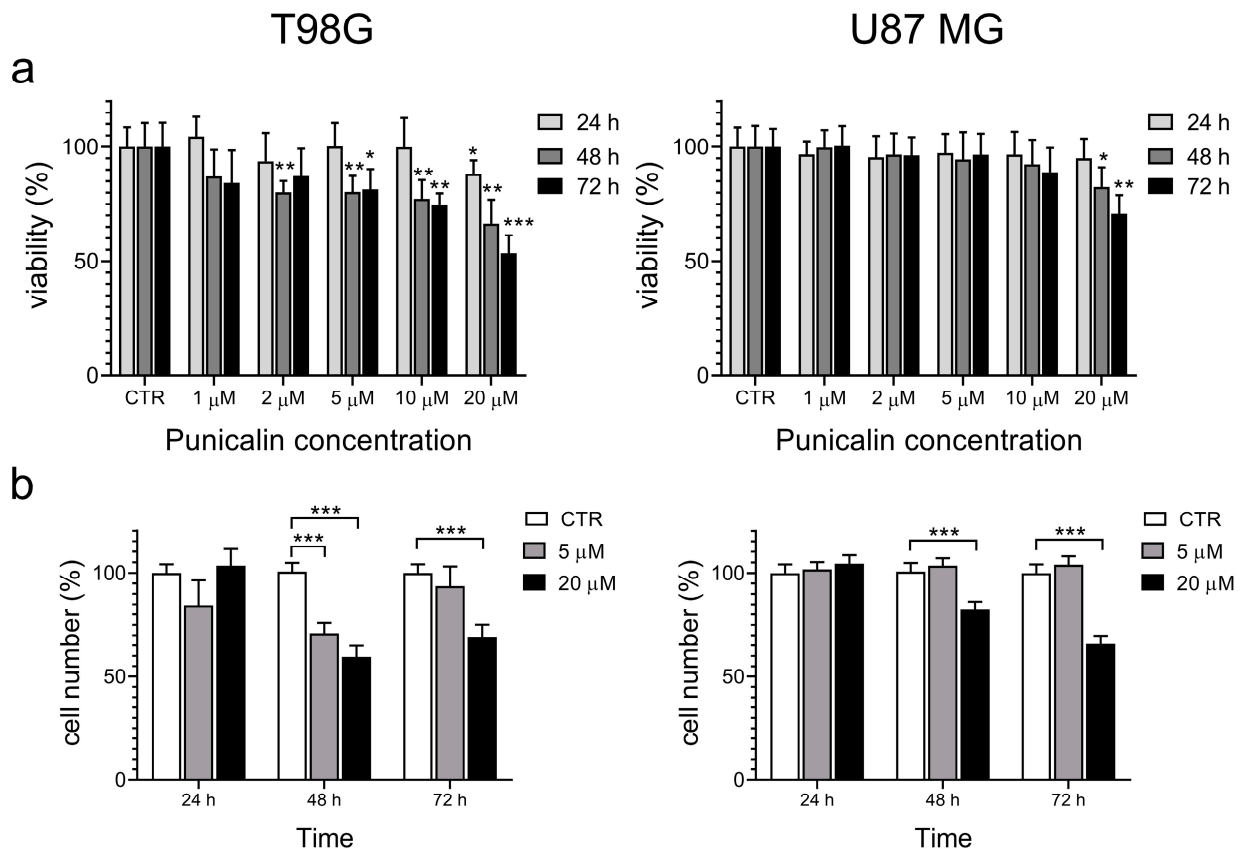 T98G
U87 MG
a
viability (%)
100
50
0
*
**
**
*
**
**
**
***
24 h
48 h
72 h
CTR
1 μM
2 μM
5 μM
10 μM
20 μM
Punicalin concentration
viability (%)
100
50
0
*
**
24 h
48 h
72 h
CTR
1 μM
2 μM
5 μM
10 μM
20 μM
Punicalin concentration
b
cell number (%)
100
50
0
***
***
***
CTR
5 μM
20 μM
24 h
48 h
72 h
Time
cell number (%)
100
50
0
***
***
CTR
5 μM
20 μM
24 h
48 h
72 h
Time